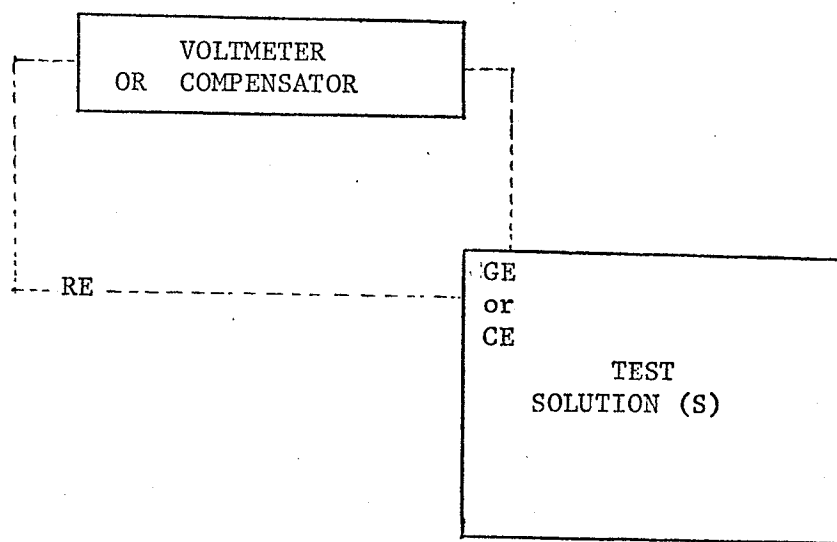 VOLTMETER
OR COMPENSATOR
RE
GE
or
CE
TEST
SOLUTION (S)